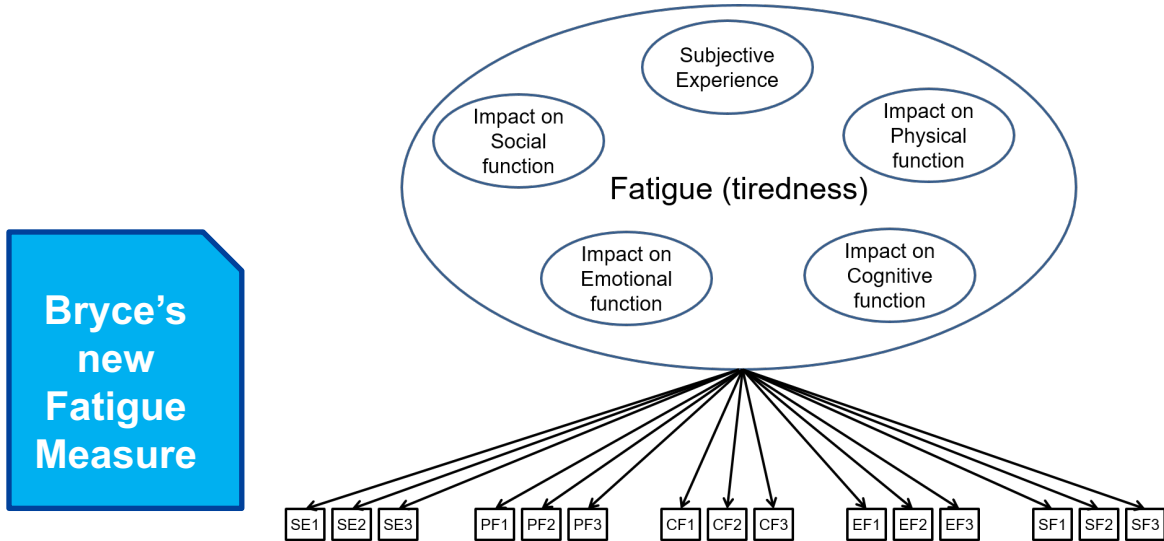 Subjective
Experience
Impact on
Social
function
Impact on
Physical
function
Fatigue (tiredness)
Impact on
Emotional
function
Impact on
Cognitive
function
Bryce’s
new
Fatigue
Measure
SE1 SE2 SE3 PF1 PF2 PF3 CF1 CF2 CF3 EF1 EF2 EF3 SF1 SF2 SF3